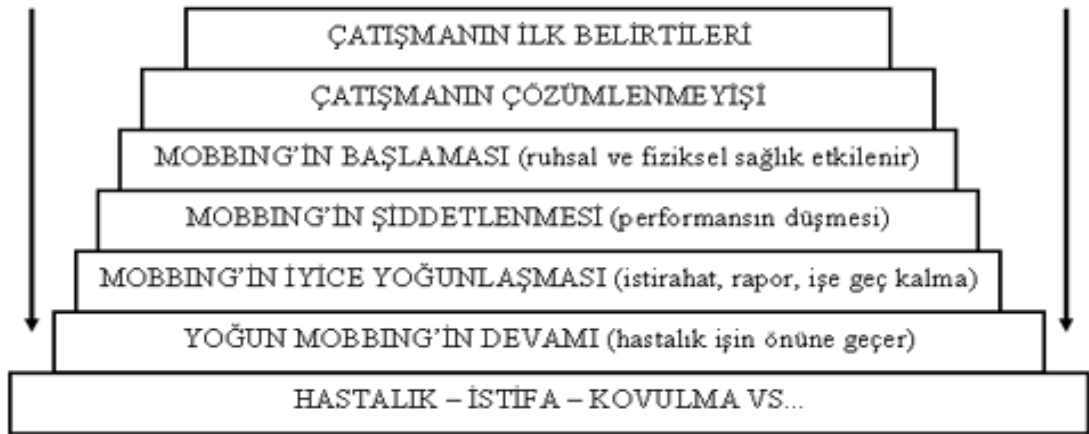 ÇATIŞMANIN İLK BELİRTİLERİ
ÇATIŞMANIN ÇÖZÜMLENMEYİŞİ
MOBBING'İN BAŞLAMASI (ruhsal ve fiziksel sağlık etkilenir)
MOBBING'İN ŞİDDETLENMESİ (performansın düşmesi)
MOBBING'İN İYİCE YOĞUNLAŞMASI (istirahat, rapor, işe geç kalma)
YOĞUN MOBBING'İN DEVAMI (hastalık işin önüne geçer)
HASTALIK – İSTİFA – KOVULMA VS...